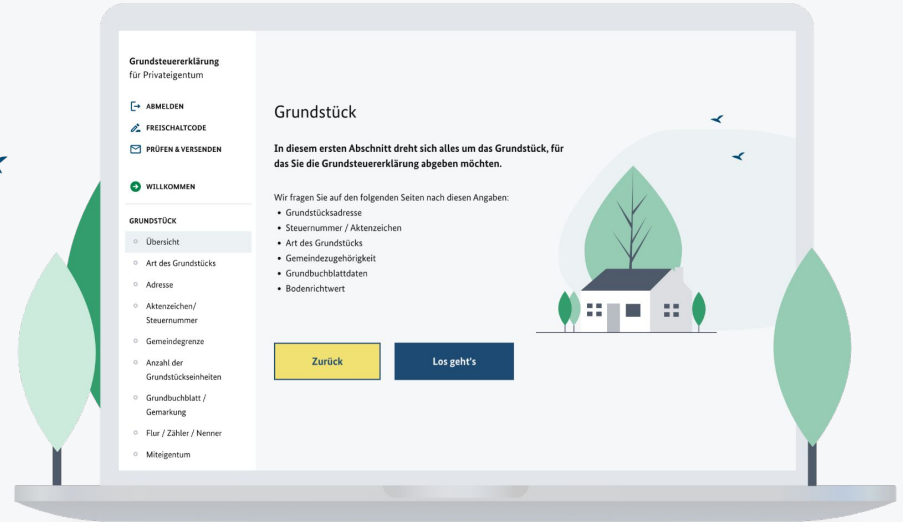 Grundsteuererklärung
für Privateigentum
ABMELDEN
FREISCHALTCODE
PRÜFEN & VERSENDEN
WILLKOMMEN
GRUNDSTÜCK
Übersicht
Art des Grundstücks
Adresse
Aktenzeichen/
Steuernummer
Gemeindegrenze
Anzahl der
Grundstückseinheiten
Grundbuchblatt /
Gemarkung
Flur / Zähler / Nenner
Miteigentum
Grundstück
In diesem ersten Abschnitt dreht sich alles um das Grundstück, für
das Sie die Grundsteuererklärung abgeben möchten.
Wir fragen Sie auf den folgenden Seiten nach diesen Angaben:
• Grundstücksadresse
• Steuernummer / Aktenzeichen
• Art des Grundstücks
• Gemeindezugehörigkeit
• Grundbuchblattdaten
• Bodenrichtwert
Zurück
Los geht's